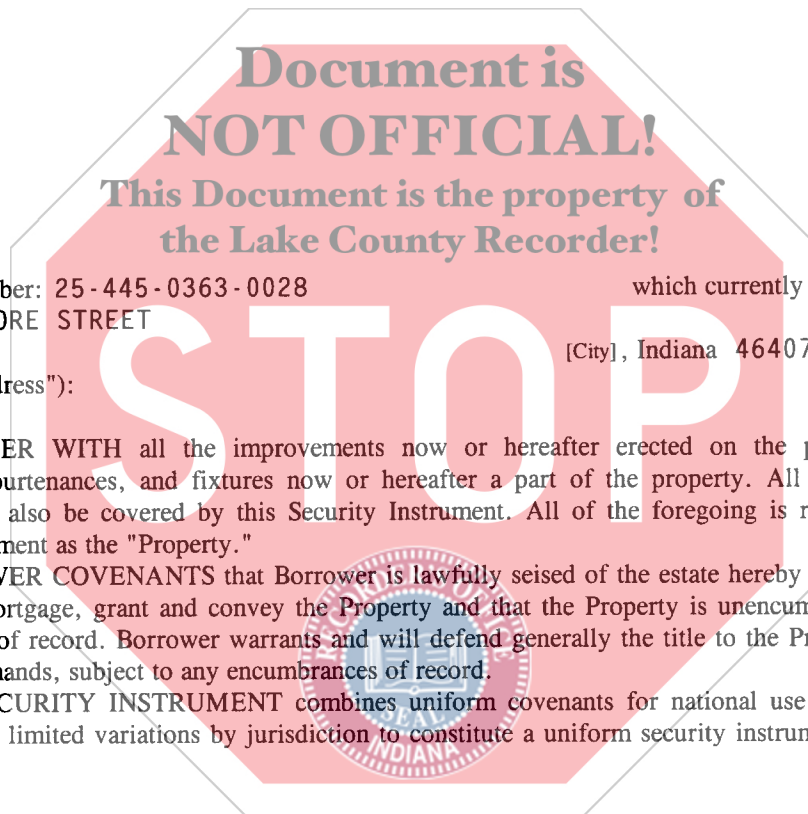 Document is
NOT OFFICIAL!
This Document is the property of
the Lake County Recorder!
ber: 25-445-0363-0028 which currently
ORE STREET
[City], Indiana 46407
dress"):
STOP
ER WITH all the improvements now or hereafter erected on the p
urtenances, and fixtures now or hereafter a part of the property. All
also be covered by this Security Instrument. All of the foregoing is r
ment as the "Property."
VER COVENANTS that Borrower is lawfully seised of the estate hereby
ortgage, grant and convey the Property and that the Property is unencum
of record. Borrower warrants and will defend generally the title to the Pr
ands, subject to any encumbrances of record.
CURITY INSTRUMENT combines uniform covenants for national use
limited variations by jurisdiction to constitute a uniform security instrun
SEAL
INDIANA